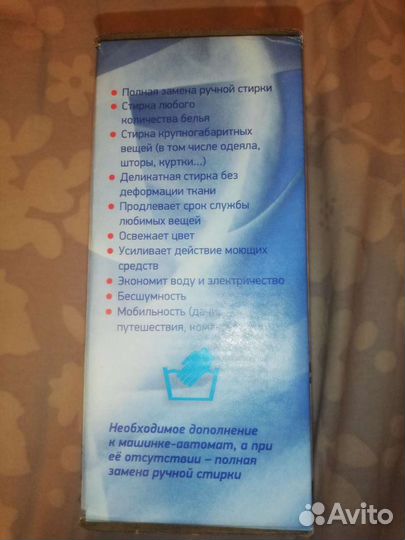 • Полная замена ручной стирки
• Стирка любого
количества белья
• Стирка крупногабаритных
вещей (в том числе одеяла,
шторы, куртки...)
• Деликатная стирка без
деформации ткани
• Продлевает срок службы
любимых вещей
• Освежает цвет
• Усиливает действие моющих
средств
• Экономит воду и электричество
• Бесшумность
• Мобильность
путешествия,
Необходимое дополнение
к машинке-автомат, а при
её отсутствии – полная
замена ручной стирки
Avito